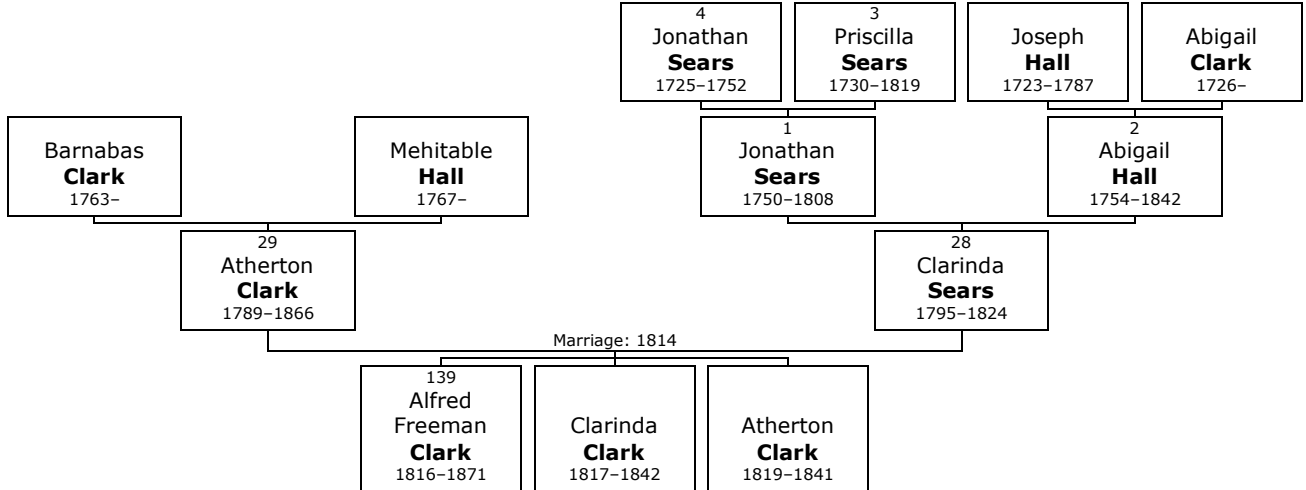 4
Jonathan
Sears
1725–1752
3
Priscilla
Sears
1730–1819
Joseph
Hall
1723–1787
Abigail
Clark
1726–
Barnabas
Clark
1763–
Mehitable
Hall
1767–
1
Jonathan
Sears
1750–1808
2
Abigail
Hall
1754–1842
29
Atherton
Clark
1789–1866
28
Clarinda
Sears
1795–1824
Marriage: 1814
139
Alfred
Freeman
Clark
1816–1871
Clarinda
Clark
1817–1842
Atherton
Clark
1819–1841